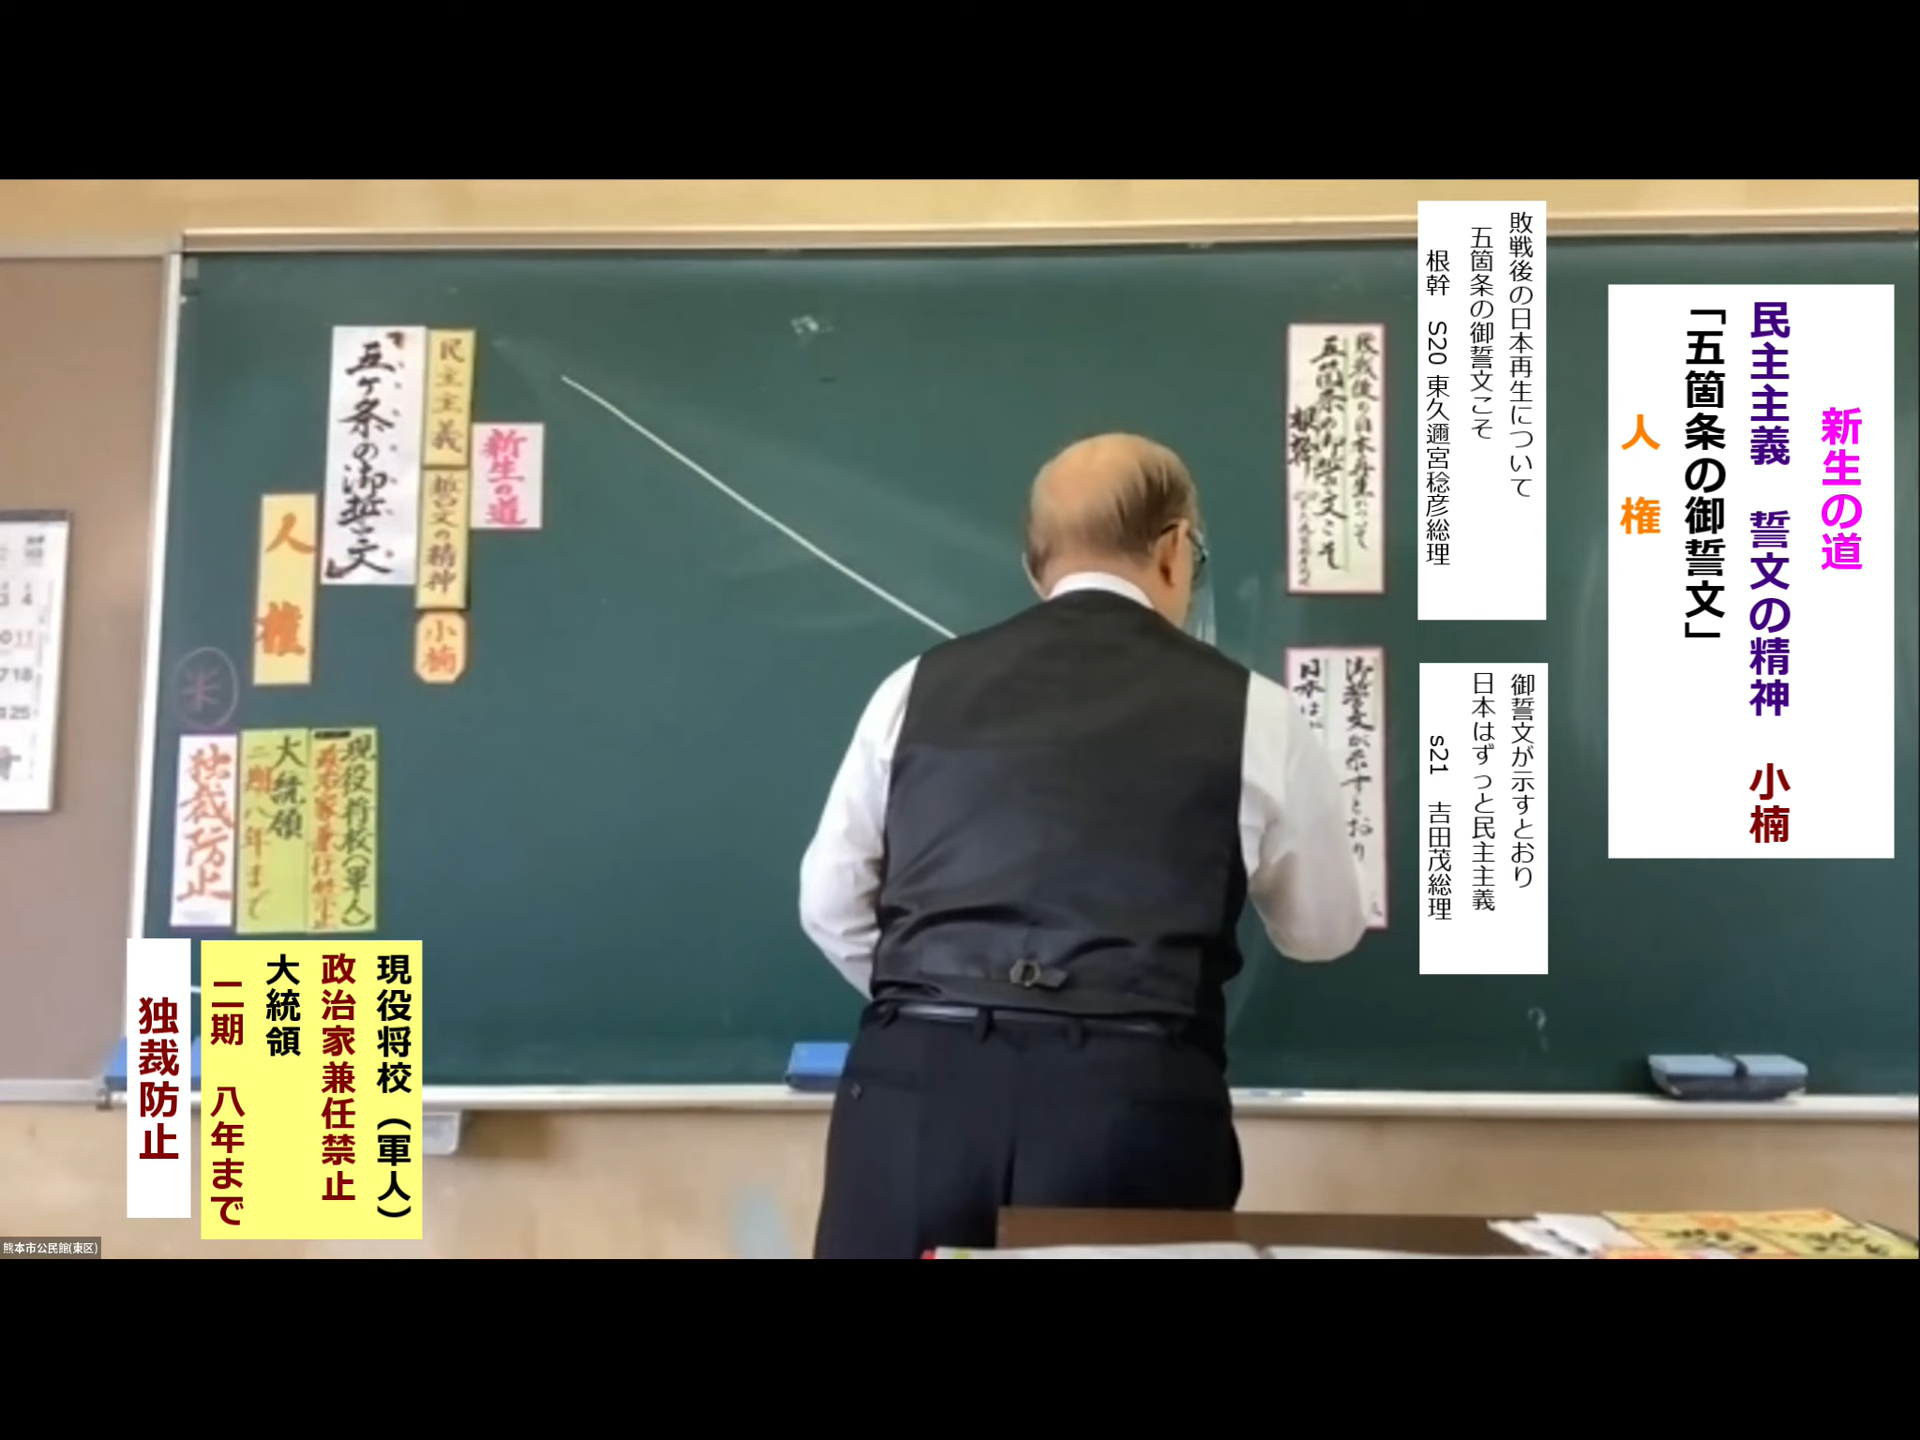 新生の道
民主主義 誓文の精神 小楠
「五箇条の御誓文」
人 権
敗戦後の日本再生について
五箇条の御誓文こそ
根幹 S20 東久邇宮稔彦総理
御誓文が示すとおり
日本はずっと民主主義
s21 吉田茂総理
敗戦後の日本再生について
五箇条の御誓文こそ
根幹
御誓文が示すとおり
日本は
新生の道
民主主義
誓文の精神
小楠
「五ヶ条の御誓文」
人 権
米
現役将校(軍人)
政治家兼任禁止
大統領
二期八年まで
独裁防止
現役将校(軍人)
政治家兼任禁止
大統領
二期 八年まで
独裁防止
熊本市公民館(東区)